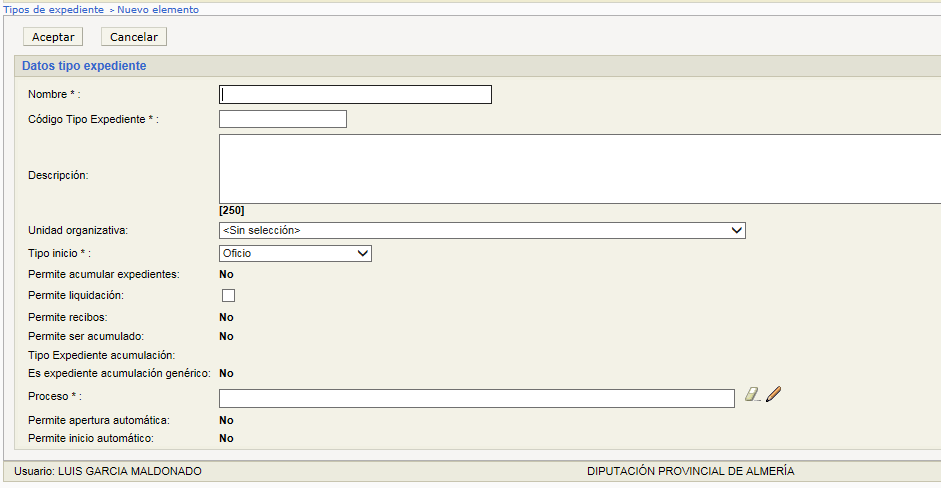 Tipos de expediente > Nuevo elemento
Aceptar Cancelar
Datos tipo expediente
Nombre * :
Código Tipo Expediente * :
Descripción:
[250]
Unidad organizativa: <Sin selección>
Tipo inicio * : Oficio
Permite acumular expedientes: No
Permite liquidación:
Permite recibos: No
Permite ser acumulado: No
Tipo Expediente acumulación:
Es expediente acumulación genérico: No
Proceso * :
Permite apertura automática: No
Permite inicio automático: No
Usuario: LUIS GARCIA MALDONADO DIPUTACIÓN PROVINCIAL DE ALMERÍA